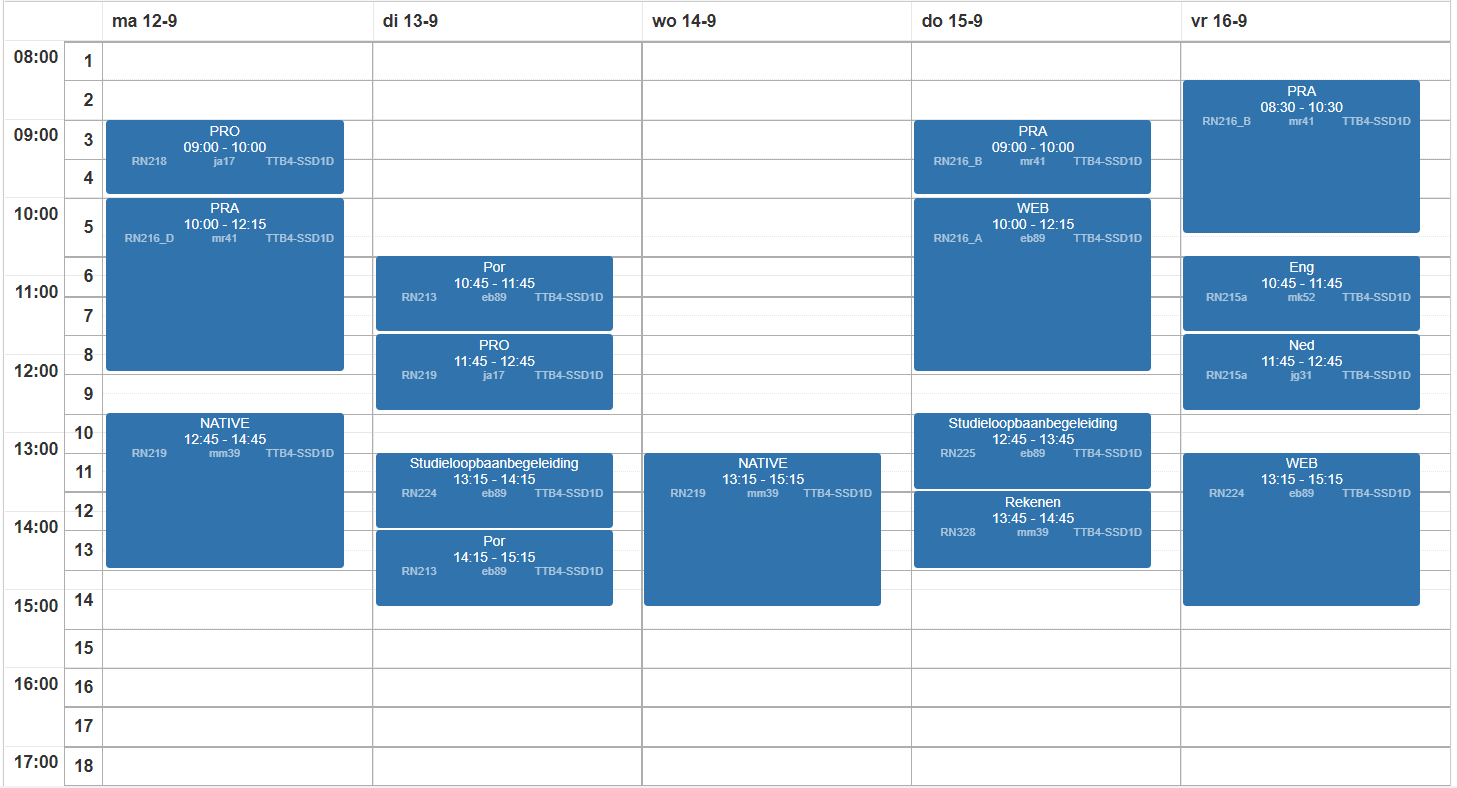 ma 12-9 di 13-9 wo 14-9 do 15-9 vr 16-9
08:00
09:00
10:00
11:00
12:00
13:00
14:00
15:00
16:00
17:00
1
2
3
4
5
6
7
8
9
10
11
12
13
14
15
16
17
18
PRO
09:00 - 10:00
RN218 ja17 TTB4-SSD1D
PRA
10:00 - 12:15
RN216_D mr41 TTB4-SSD1D
NATIVE
12:45 - 14:45
RN219 mm39 TTB4-SSD1D
Por
10:45 - 11:45
RN213 eb89 TTB4-SSD1D
PRO
11:45 - 12:45
RN219 ja17 TTB4-SSD1D
Studieloopbaanbegeleiding
13:15 - 14:15
RN224 eb89 TTB4-SSD1D
Por
14:15 - 15:15
RN213 eb89 TTB4-SSD1D
NATIVE
13:15 - 15:15
RN219 mm39 TTB4-SSD1D
PRA
09:00 - 10:00
RN216_B mr41 TTB4-SSD1D
WEB
10:00 - 12:15
RN216_A eb89 TTB4-SSD1D
Studieloopbaanbegeleiding
12:45 - 13:45
RN225 eb89 TTB4-SSD1D
Rekenen
13:45 - 14:45
RN328 mm39 TTB4-SSD1D
PRA
08:30 - 10:30
RN216_B mr41 TTB4-SSD1D
Eng
10:45 - 11:45
RN215a mk52 TTB4-SSD1D
Ned
11:45 - 12:45
RN215a jg31 TTB4-SSD1D
WEB
13:15 - 15:15
RN224 eb89 TTB4-SSD1D